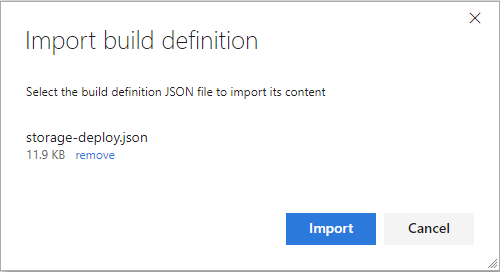 Import build definition
Select the build definition JSON file to import its content
storage-deploy.json
11.9 KB remove
Import Cancel